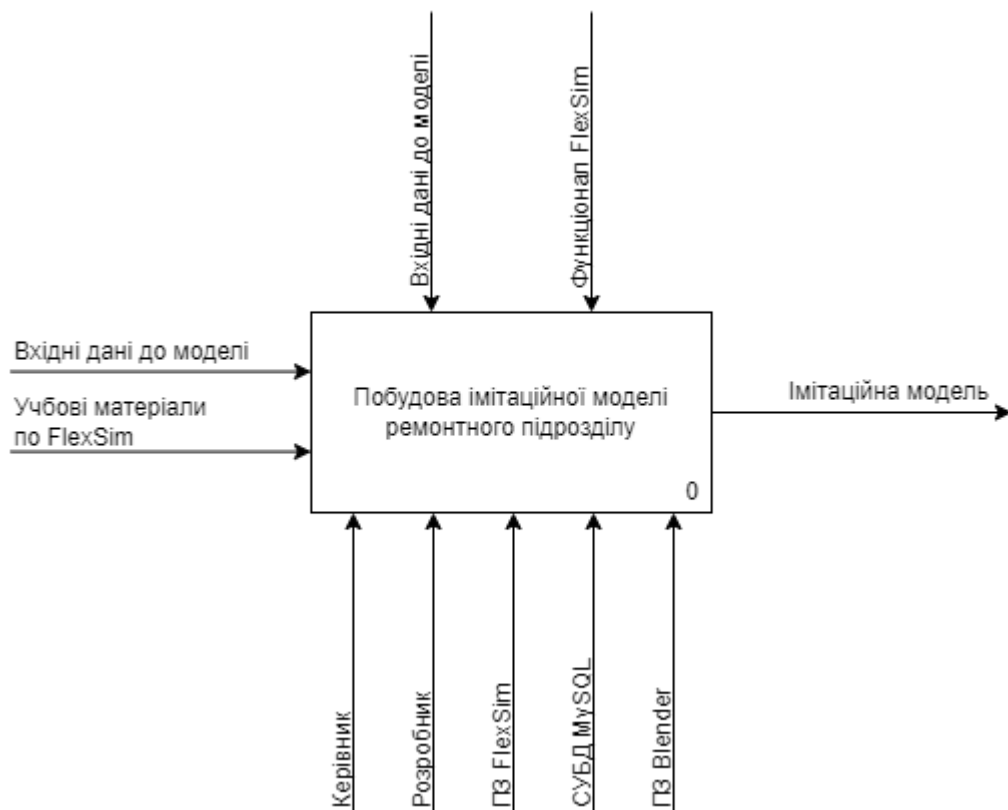 Вхідні дані до моделі
Функціонал FlexSim
Вхідні дані до моделі
Учбові матеріали
по FlexSim
Побудова імітаційної моделі
ремонтного підрозділу
0
Імітаційна модель
Керівник
Розробник
ПЗ FlexSim
СУБД MySQL
ПЗ Blender